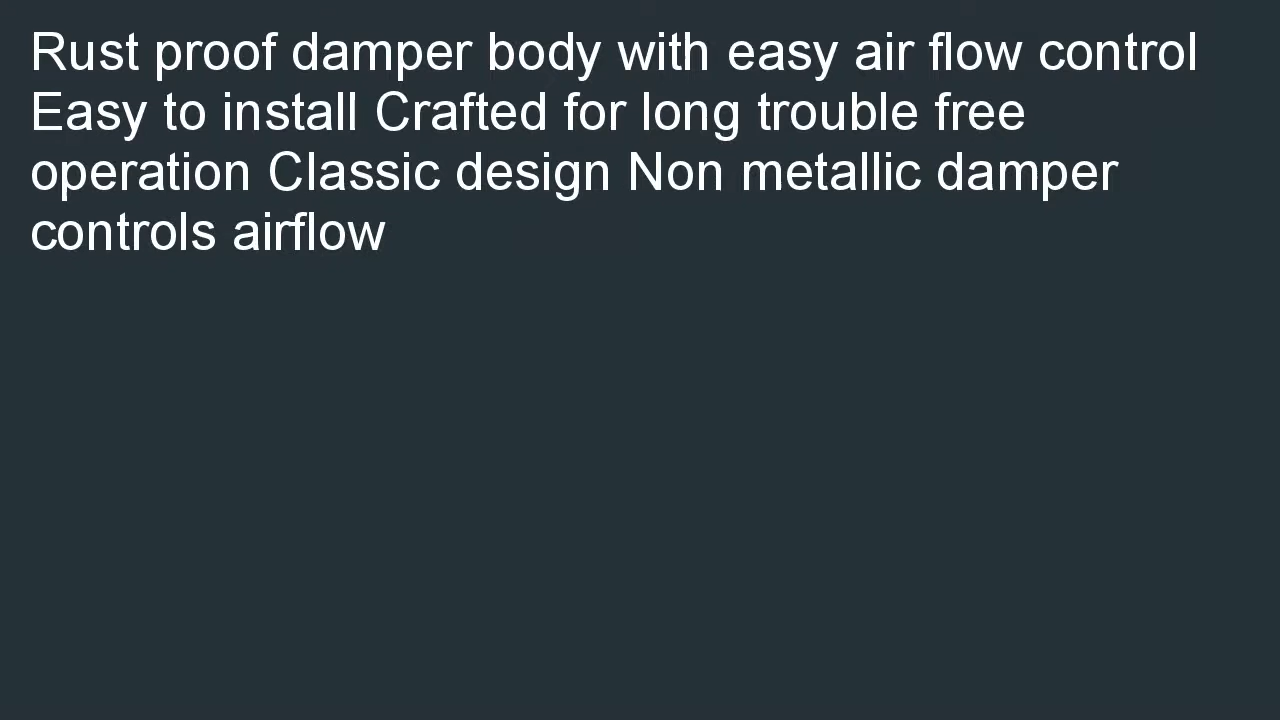 Rust proof damper body with easy air flow control
Easy to install Crafted for long trouble free
operation Classic design Non metallic damper
controls airflow